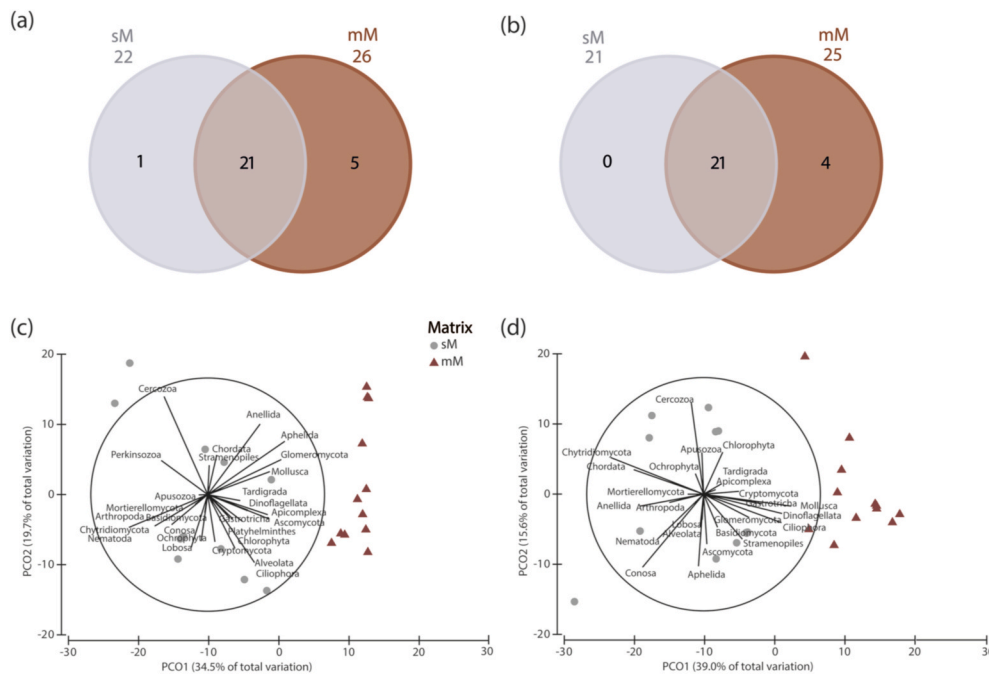 (a)
sM
22
mM
26
1
21
5
(b)
sM
21
mM
25
0
21
4
(c)
Matrix
sM
mM
20
10
0
-10
-20
PCO2 (19.7% of total variation)
Cercozoa
Anellida
Aphelida
Chordata
Stramenopiles
Glomeromycota
Perkinsozoa
Mollusca
Apusozoa
Tardigrada
Mortierellomycota
Dinoflagellata
Arthropoda
Basidiomycota
Gastotricha
Apicomplexa
Chytridiomycota
Ascomycota
Nematoda
Conosa
Platyhelminthes
Ochrophyta
Chlorophyta
Lobosa
Cryptomycota
Alveolata
Ciliophora
-30
-20
-10
0
10
20
30
PCO1 (34.5% of total variation)
(d)
20
10
0
-10
-20
PCO2 (15.6% of total variation)
Cercozoa
Chytridiomycota
Apusozoa
Chlorophyta
Chordata
Ochrophyta
Tardigrada
Apicomplexa
Mortierellomycota
Cryptomycota
Anellida
Arthropoda
Gastrotricha
Mollusca
Lobosa
Glomeromycota
Dinoflagellata
Alveolata
Basidiomycota
Ciliophora
Nematoda
Stramenopiles
Ascomycota
Conosa
Aphelida
-30
-20
-10
0
10
20
30
PCO1 (39.0% of total variation)